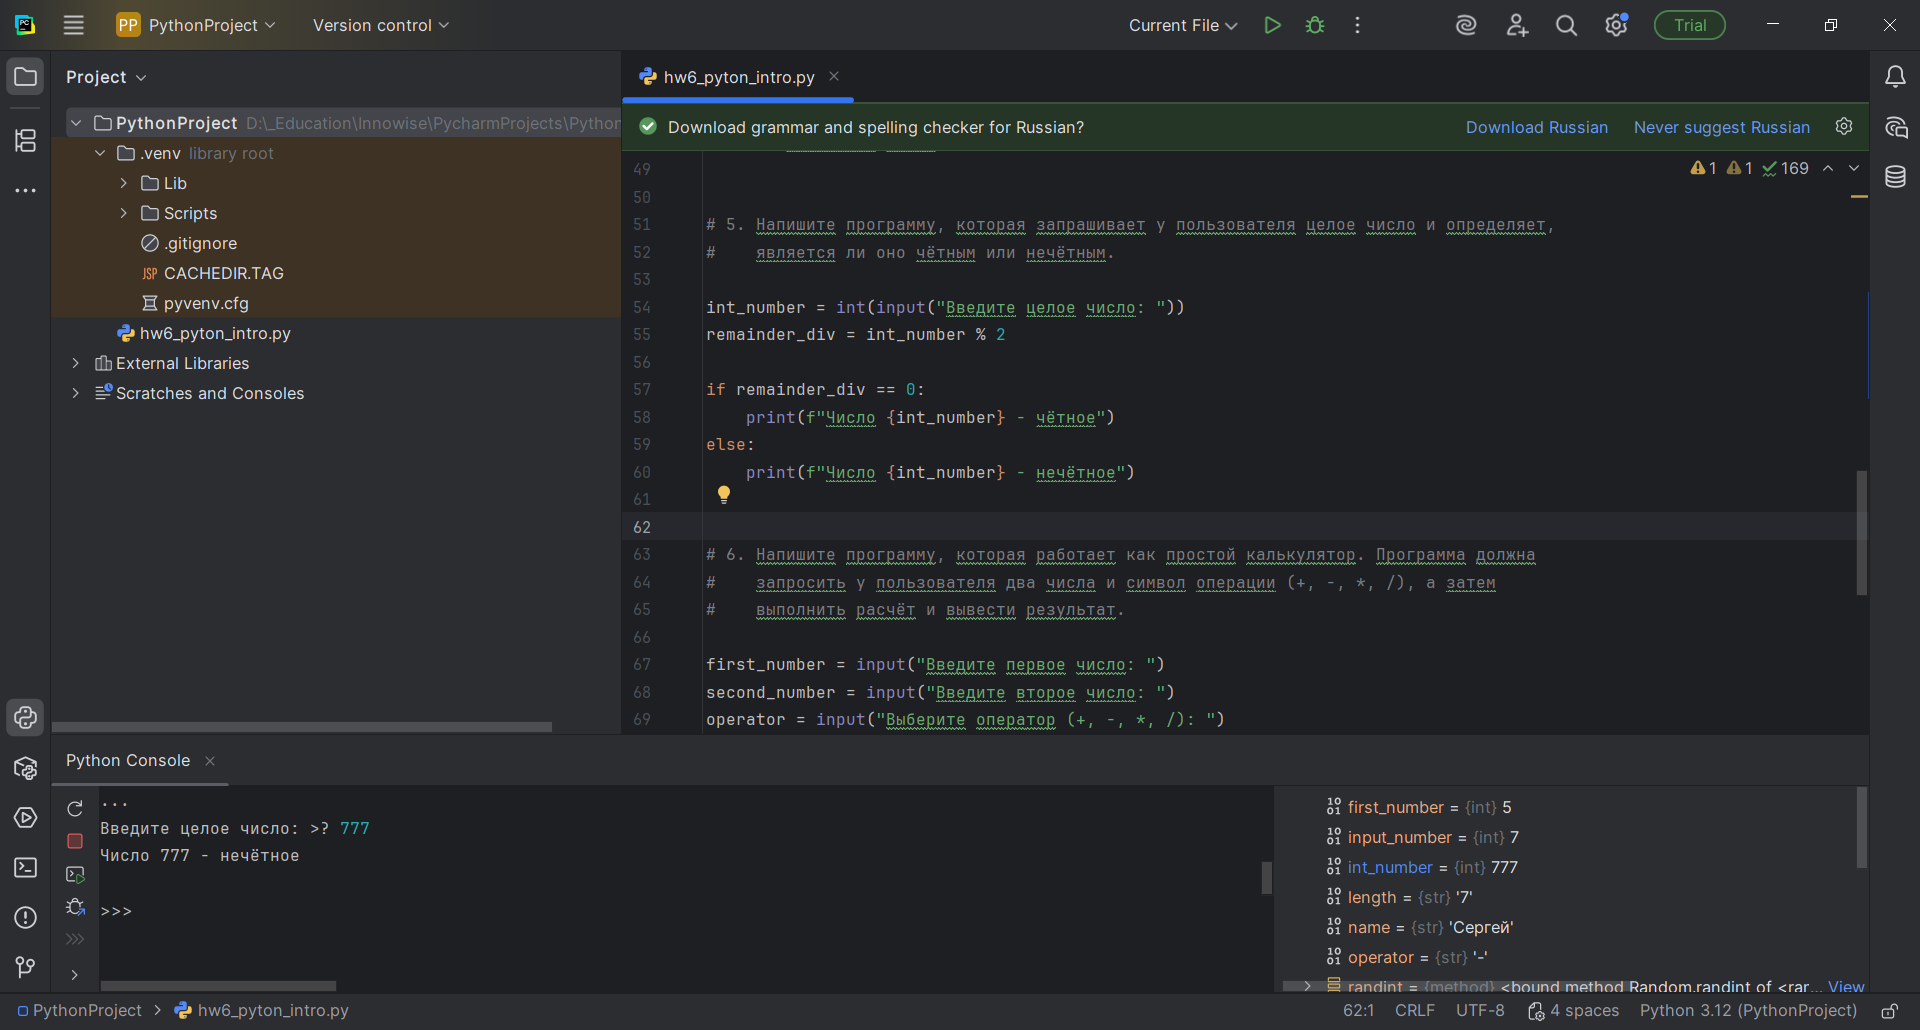 PC
PP PythonProject Version control Current File Trial
Project
hw6_pyton_intro.py
PythonProject D:\_Education\Innowise\PycharmProjects\Python
Download grammar and spelling checker for Russian? Download Russian Never suggest Russian
.venv library root
Lib
Scripts
.gitignore
JSP CACHEDIR.TAG
pyvenv.cfg
hw6_pyton_intro.py
External Libraries
Scratches and Consoles
1 1 169
49
50
51 # 5. Напишите программу, которая запрашивает у пользователя целое число и определяет,
52 #    является ли оно чётным или нечётным.
53
54 int_number = int(input("Введите целое число: "))
55 remainder_div = int_number % 2
56
57 if remainder_div == 0:
58     print(f"Число {int_number} - чётное")
59 else:
60     print(f"Число {int_number} - нечётное")
61
62
63 # 6. Напишите программу, которая работает как простой калькулятор. Программа должна
64 #    запросить у пользователя два числа и символ операции (+, -, *, /), а затем
65 #    выполнить расчёт и вывести результат.
66
67 first_number = input("Введите первое число: ")
68 second_number = input("Введите второе число: ")
69 operator = input("Выберите оператор (+, -, *, /): ")
Python Console
...
Введите целое число: >? 777
Число 777 - нечётное
>>>
first_number = {int} 5
input_number = {int} 7
int_number = {int} 777
length = {str} '7'
name = {str} 'Сергей'
operator = {str} '-'
randint = {method} <bound method Random.randint of <rar... View
PythonProject > hw6_pyton_intro.py 62:1 CRLF UTF-8 4 spaces Python 3.12 (PythonProject)